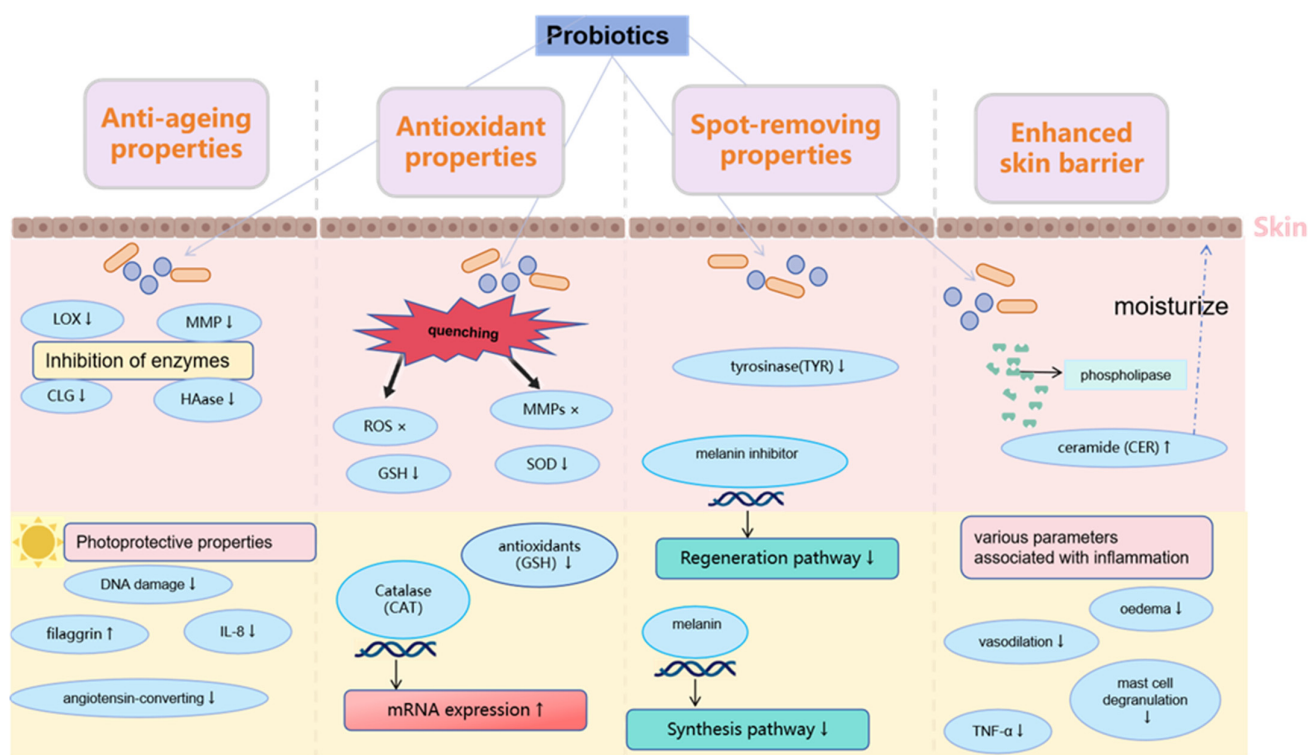 Probiotics
Anti-ageing
properties
Antioxidant
properties
Spot-removing
properties
Enhanced
skin barrier
Skin
LOX ↓
MMP ↓
Inhibition of enzymes
CLG ↓
HAase ↓
quenching
ROS ×
MMPs ×
GSH ↓
SOD ↓
tyrosinase(TYR) ↓
melanin inhibitor
moisturize
phospholipase
ceramide (CER) ↑
Photoprotective properties
DNA damage ↓
filaggrin ↑
IL-8 ↓
angiotensin-converting ↓
antioxidants
(GSH) ↓
Catalase
(CAT)
mRNA expression ↑
Regeneration pathway ↓
melanin
Synthesis pathway ↓
various parameters
associated with inflammation
oedema ↓
vasodilation ↓
mast cell
degranulation
↓
TNF-α ↓